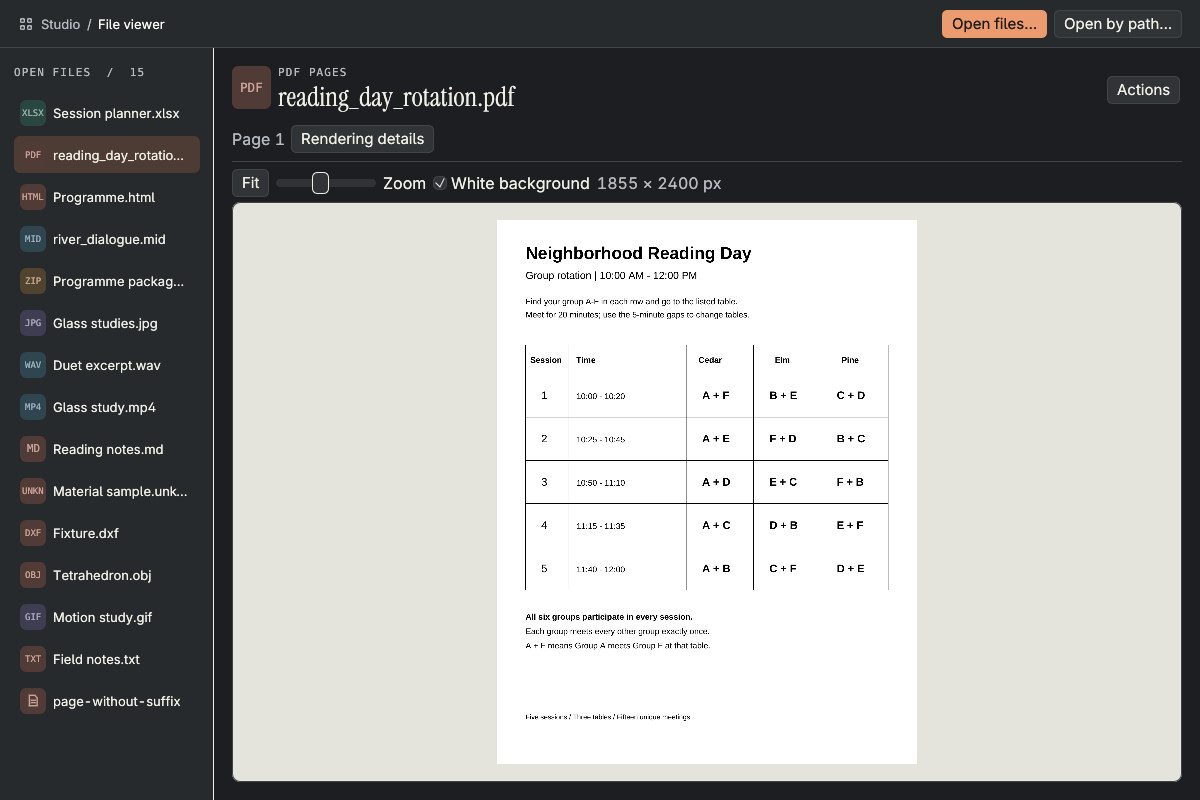 Studio / File viewer
Open files...
Open by path...
OPEN FILES / 15
XLSX Session planner.xlsx
PDF reading_day_rotatio...
HTML Programme.html
MID river_dialogue.mid
ZIP Programme packag...
JPG Glass studies.jpg
WAV Duet excerpt.wav
MP4 Glass study.mp4
MD Reading notes.md
UNKN Material sample.unk...
DXF Fixture.dxf
OBJ Tetrahedron.obj
GIF Motion study.gif
TXT Field notes.txt
page-without-suffix
PDF
PDF PAGES
reading_day_rotation.pdf
Actions
Page 1 Rendering details
Fit Zoom White background 1855 × 2400 px
Neighborhood Reading Day
Group rotation | 10:00 AM - 12:00 PM
Find your group A-F in each row and go to the listed table.
Meet for 20 minutes; use the 5-minute gaps to change tables.
Session Time Cedar Elm Pine
1 10:00 - 10:20 A + F B + E C + D
2 10:25 - 10:45 A + E F + D B + C
3 10:50 - 11:10 A + D E + C F + B
4 11:15 - 11:35 A + C D + B E + F
5 11:40 - 12:00 A + B C + F D + E
All six groups participate in every session.
Each group meets every other group exactly once.
A + F means Group A meets Group F at that table.
Five sessions / Three tables / Fifteen unique meetings